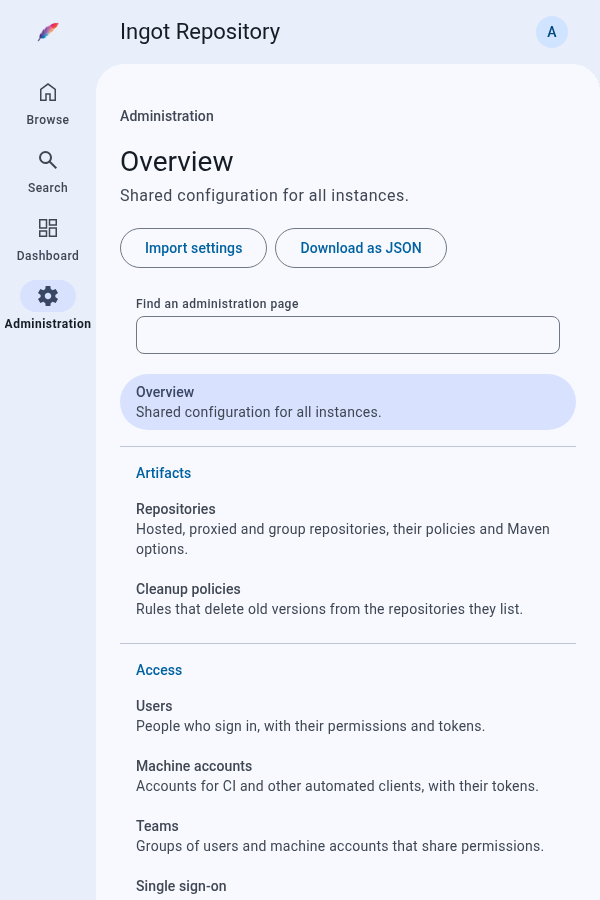 Ingot Repository
A
Browse
Search
Dashboard
Administration
Administration
Overview
Shared configuration for all instances.
Import settings
Download as JSON
Find an administration page
Overview
Shared configuration for all instances.
Artifacts
Repositories
Hosted, proxied and group repositories, their policies and Maven
options.
Cleanup policies
Rules that delete old versions from the repositories they list.
Access
Users
People who sign in, with their permissions and tokens.
Machine accounts
Accounts for CI and other automated clients, with their tokens.
Teams
Groups of users and machine accounts that share permissions.
Single sign-on